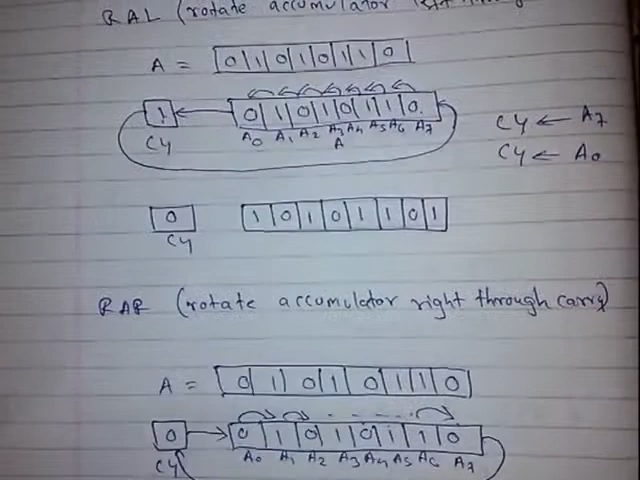 RAL (rotate accumulator left
A = 0 1 0 1 0 1 1 0
1 0 1 0 1 0 1 1 0
CY A0 A1 A2 A3 A4 A5 A6 A7
A
CY ← A7
CY ← A0
0 1 0 1 0 1 1 0 1
CY
RAR (rotate accumulator right through carry)
A = 0 1 0 1 0 1 1 0
0 0 1 0 1 0 1 1 0
CY A0 A1 A2 A3 A4 A5 A6 A7